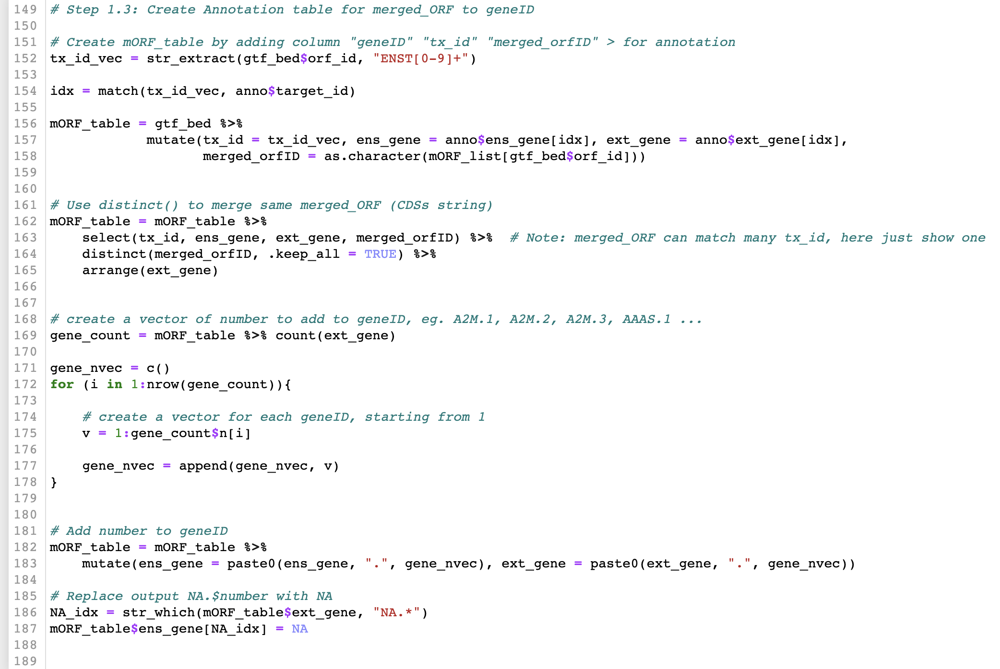 149 # Step 1.3: Create Annotation table for merged_ORF to geneID
150
151 # Create mORF_table by adding column "geneID" "tx_id" "merged_orfID" > for annotation
152 tx_id_vec = str_extract(gtf_bed$orf_id, "ENST[0-9]+")
153
154 idx = match(tx_id_vec, anno$target_id)
155
156 mORF_table = gtf_bed %>%
157             mutate(tx_id = tx_id_vec, ens_gene = anno$ens_gene[idx], ext_gene = anno$ext_gene[idx],
158                    merged_orfID = as.character(mORF_list[gtf_bed$orf_id]))
159
160
161 # Use distinct() to merge same merged_ORF (CDSs string)
162 mORF_table = mORF_table %>%
163     select(tx_id, ens_gene, ext_gene, merged_orfID) %>%  # Note: merged_ORF can match many tx_id, here just show one
164     distinct(merged_orfID, .keep_all = TRUE) %>%
165     arrange(ext_gene)
166
167
168 # create a vector of number to add to geneID, eg. A2M.1, A2M.2, A2M.3, AAAS.1 ...
169 gene_count = mORF_table %>% count(ext_gene)
170
171 gene_nvec = c()
172 for (i in 1:nrow(gene_count)){
173
174     # create a vector for each geneID, starting from 1
175     v = 1:gene_count$n[i]
176
177     gene_nvec = append(gene_nvec, v)
178 }
179
180
181 # Add number to geneID
182 mORF_table = mORF_table %>%
183     mutate(ens_gene = paste0(ens_gene, ".", gene_nvec), ext_gene = paste0(ext_gene, ".", gene_nvec))
184
185 # Replace output NA.$number with NA
186 NA_idx = str_which(mORF_table$ext_gene, "NA.*")
187 mORF_table$ens_gene[NA_idx] = NA
188
189